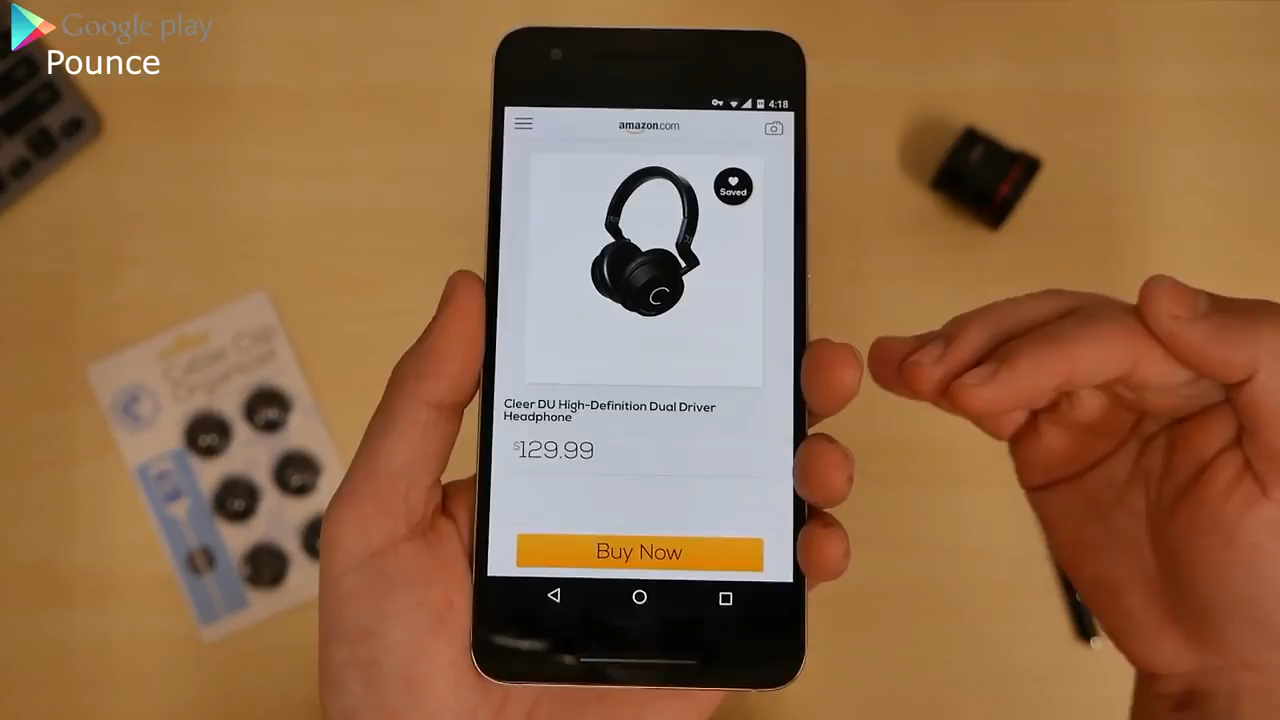 Google play
Pounce
4:18
amazon.com
Saved
Cleer DU High-Definition Dual Driver
Headphone
$129.99
Buy Now